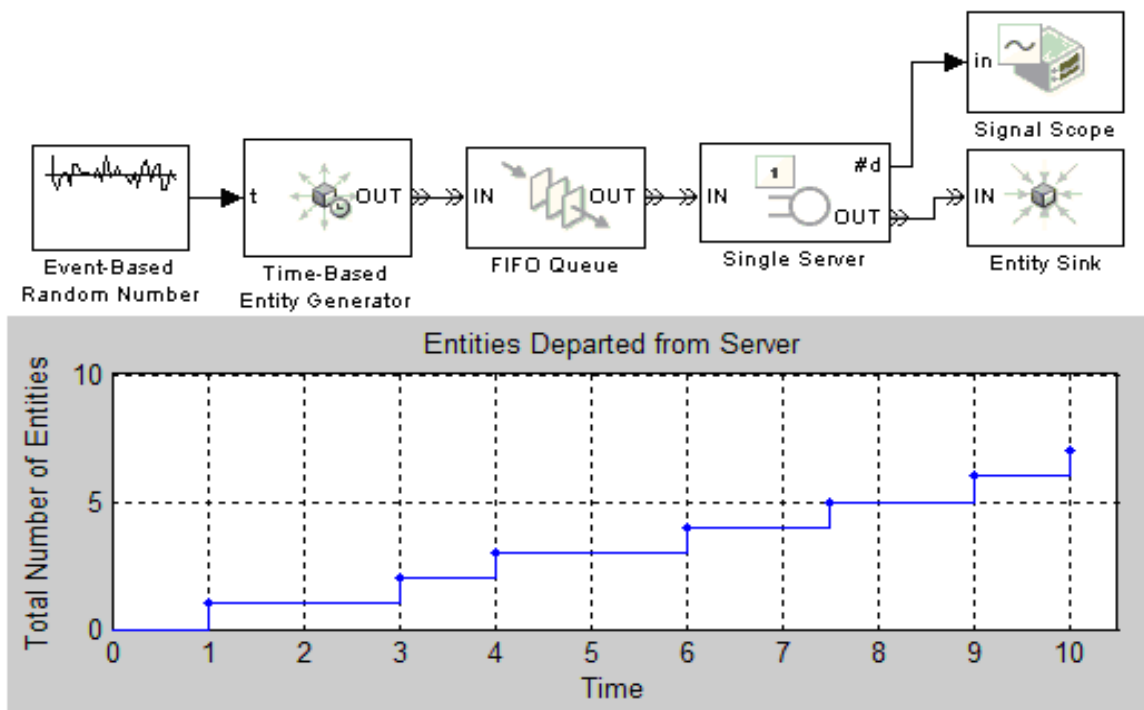 in
Signal Scope
#d
t
OUT
IN
OUT
IN
1
OUT
IN
Event-Based
Random Number
Time-Based
Entity Generator
FIFO Queue
Single Server
Entity Sink
Entities Departed from Server
Total Number of Entities
10
5
0
0 1 2 3 4 5 6 7 8 9 10
Time